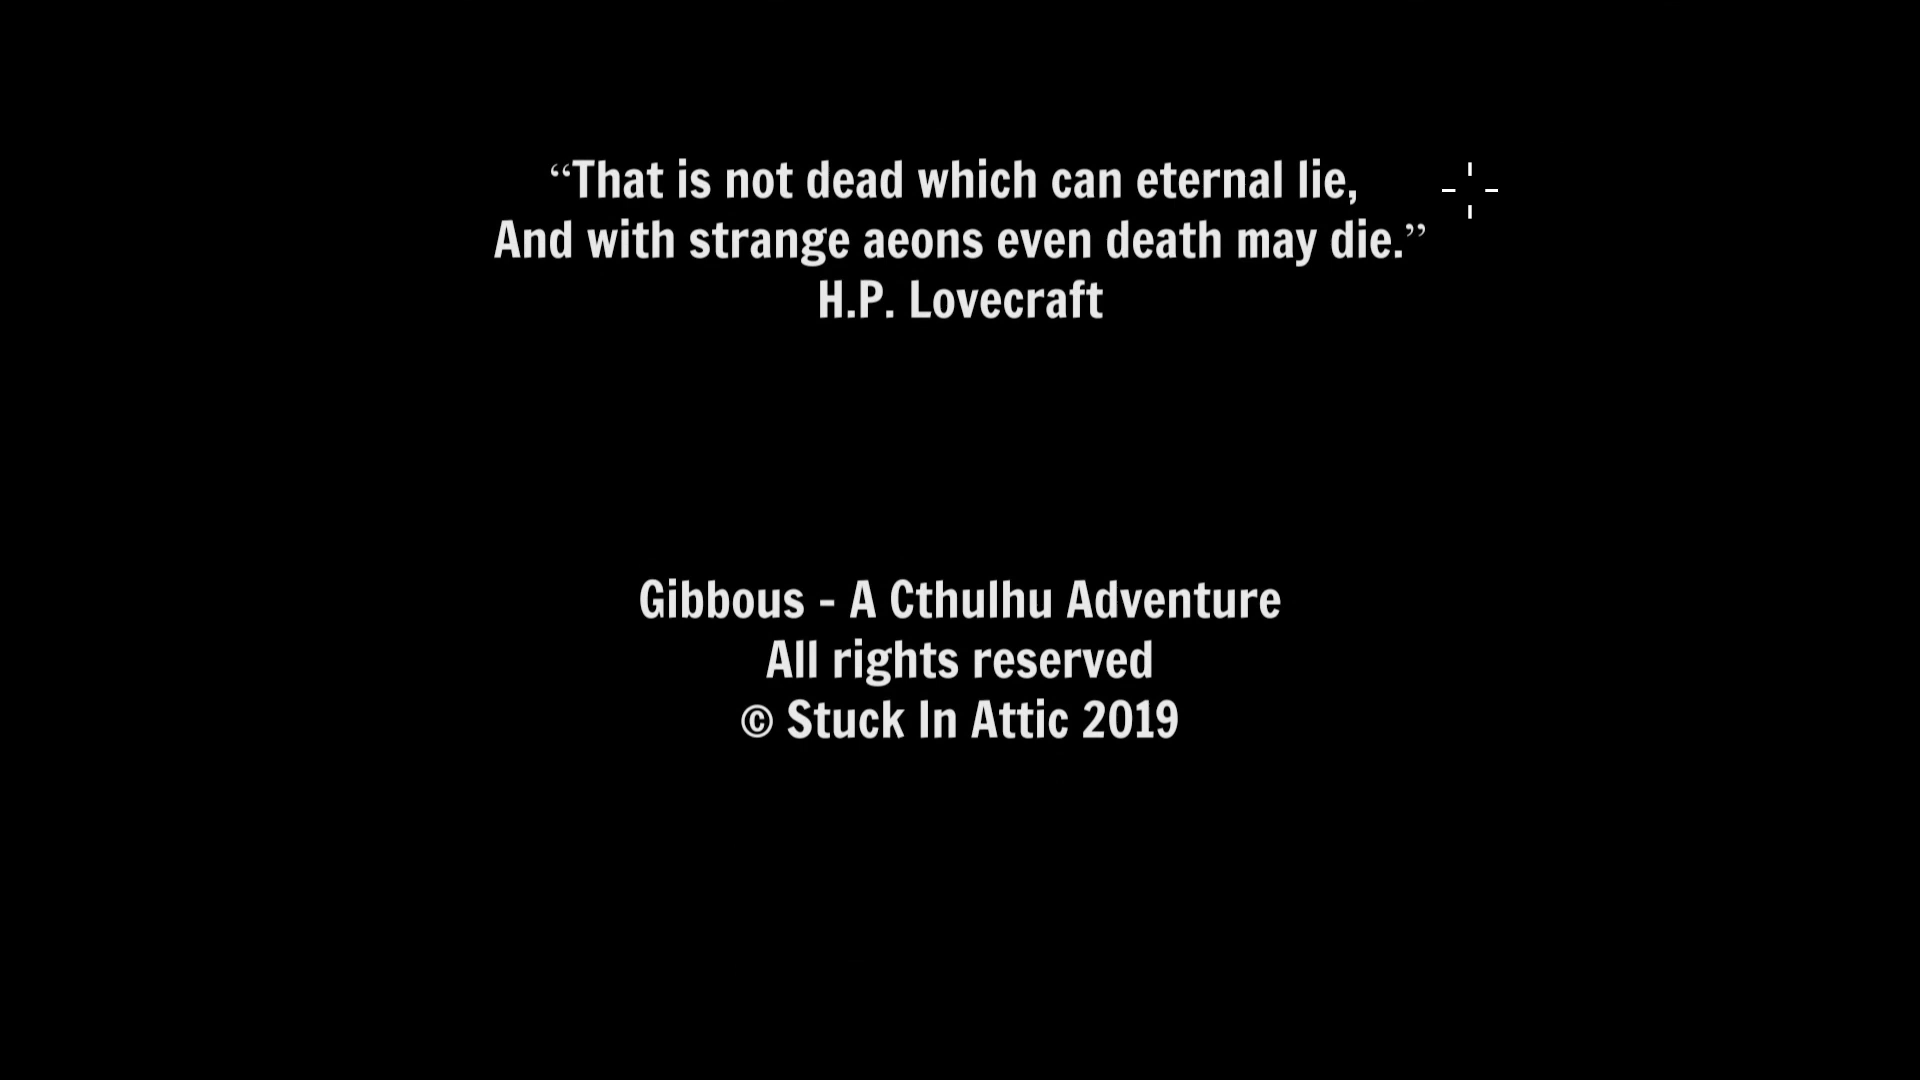 “That is not dead which can eternal lie,
And with strange aeons even death may die.”
H.P. Lovecraft
Gibbous - A Cthulhu Adventure
All rights reserved
© Stuck In Attic 2019